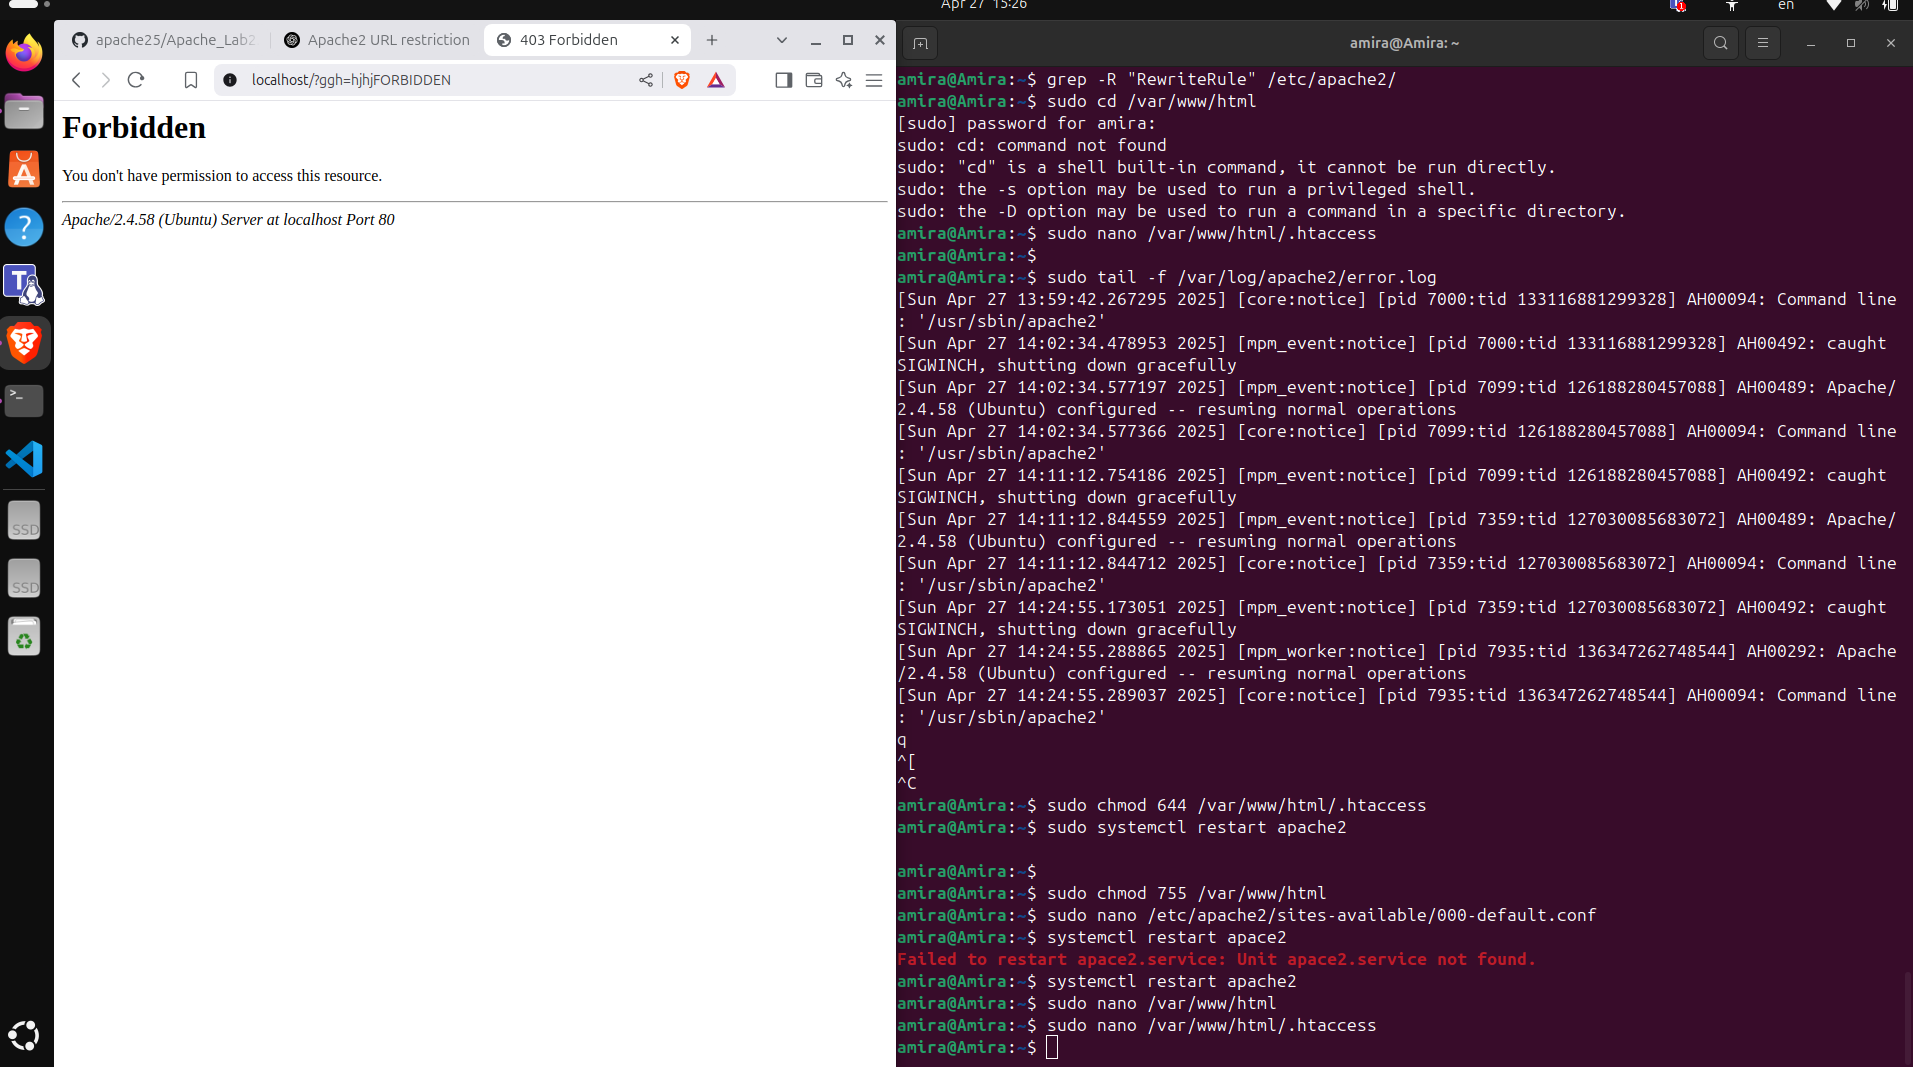 Apr 27 15:26
en
apache25/Apache_Lab2
Apache2 URL restriction
403 Forbidden
localhost/?ggh=hjhjFORBIDDEN
Forbidden
You don't have permission to access this resource.
Apache/2.4.58 (Ubuntu) Server at localhost Port 80
SSD
SSD
amira@Amira: ~
amira@Amira:~$ grep -R "RewriteRule" /etc/apache2/
amira@Amira:~$ sudo cd /var/www/html
[sudo] password for amira:
sudo: cd: command not found
sudo: "cd" is a shell built-in command, it cannot be run directly.
sudo: the -s option may be used to run a privileged shell.
sudo: the -D option may be used to run a command in a specific directory.
amira@Amira:~$ sudo nano /var/www/html/.htaccess
amira@Amira:~$
amira@Amira:~$ sudo tail -f /var/log/apache2/error.log
[Sun Apr 27 13:59:42.267295 2025] [core:notice] [pid 7000:tid 133116881299328] AH00094: Command line
: '/usr/sbin/apache2'
[Sun Apr 27 14:02:34.478953 2025] [mpm_event:notice] [pid 7000:tid 133116881299328] AH00492: caught
SIGWINCH, shutting down gracefully
[Sun Apr 27 14:02:34.577197 2025] [mpm_event:notice] [pid 7099:tid 126188280457088] AH00489: Apache/
2.4.58 (Ubuntu) configured -- resuming normal operations
[Sun Apr 27 14:02:34.577366 2025] [core:notice] [pid 7099:tid 126188280457088] AH00094: Command line
: '/usr/sbin/apache2'
[Sun Apr 27 14:11:12.754186 2025] [mpm_event:notice] [pid 7099:tid 126188280457088] AH00492: caught
SIGWINCH, shutting down gracefully
[Sun Apr 27 14:11:12.844559 2025] [mpm_event:notice] [pid 7359:tid 127030085683072] AH00489: Apache/
2.4.58 (Ubuntu) configured -- resuming normal operations
[Sun Apr 27 14:11:12.844712 2025] [core:notice] [pid 7359:tid 127030085683072] AH00094: Command line
: '/usr/sbin/apache2'
[Sun Apr 27 14:24:55.173051 2025] [mpm_event:notice] [pid 7359:tid 127030085683072] AH00492: caught
SIGWINCH, shutting down gracefully
[Sun Apr 27 14:24:55.288865 2025] [mpm_worker:notice] [pid 7935:tid 136347262748544] AH00292: Apache
/2.4.58 (Ubuntu) configured -- resuming normal operations
[Sun Apr 27 14:24:55.289037 2025] [core:notice] [pid 7935:tid 136347262748544] AH00094: Command line
: '/usr/sbin/apache2'
q
^[
^C
amira@Amira:~$ sudo chmod 644 /var/www/html/.htaccess
amira@Amira:~$ sudo systemctl restart apache2
amira@Amira:~$
amira@Amira:~$ sudo chmod 755 /var/www/html
amira@Amira:~$ sudo nano /etc/apache2/sites-available/000-default.conf
amira@Amira:~$ systemctl restart apace2
Failed to restart apace2.service: Unit apace2.service not found.
amira@Amira:~$ systemctl restart apache2
amira@Amira:~$ sudo nano /var/www/html
amira@Amira:~$ sudo nano /var/www/html/.htaccess
amira@Amira:~$